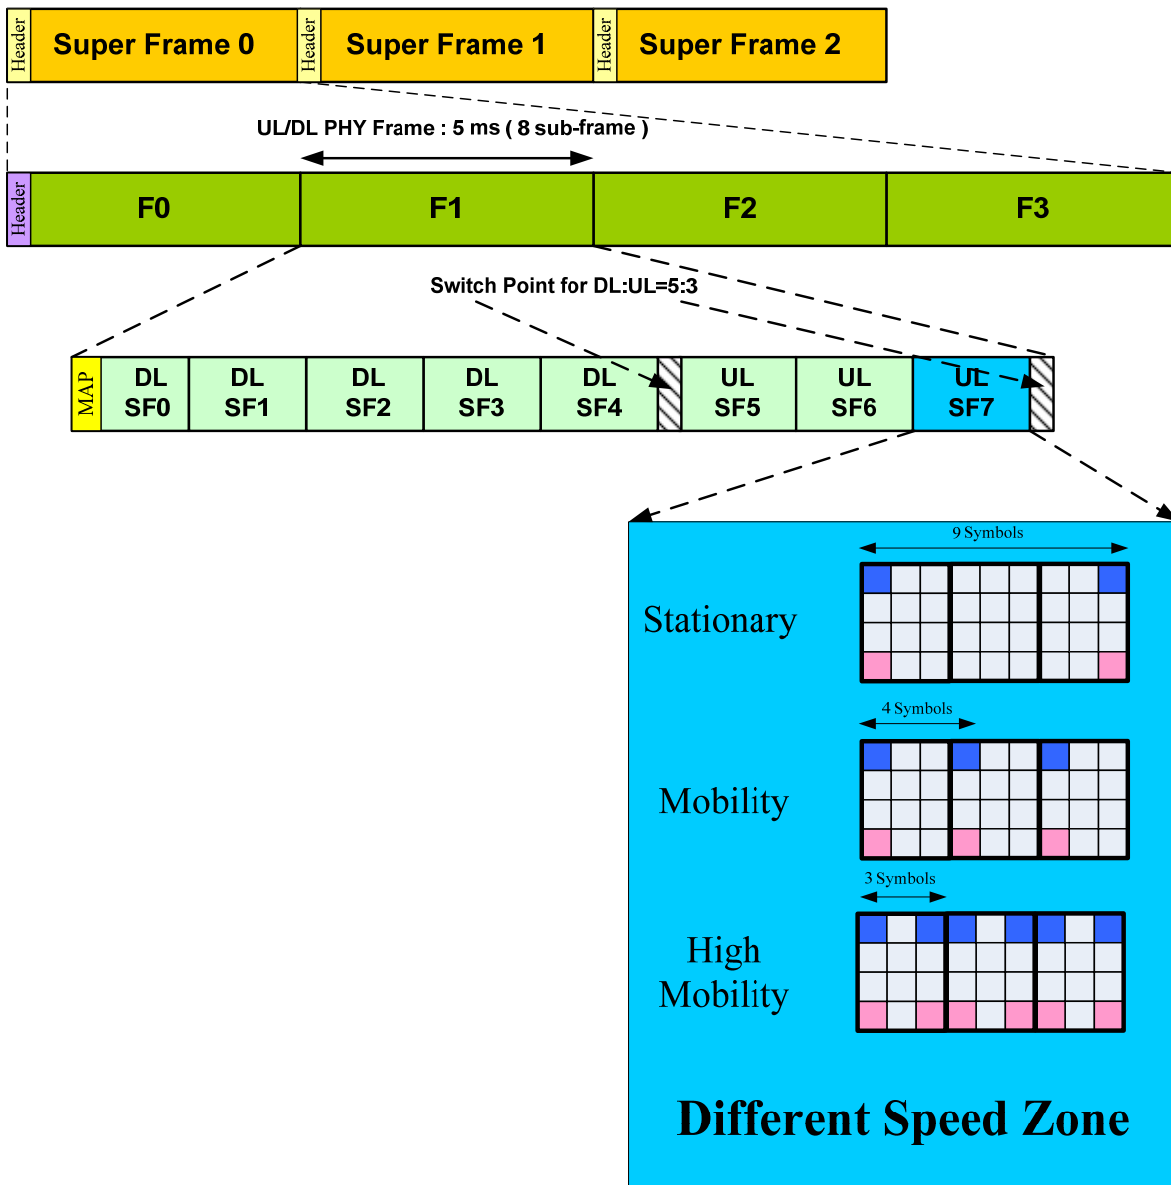 Header
Super Frame 0
Header
Super Frame 1
Header
Super Frame 2
UL/DL PHY Frame : 5 ms ( 8 sub-frame )
Header
F0
F1
F2
F3
Switch Point for DL:UL=5:3
MAP
DL
SF0
DL
SF1
DL
SF2
DL
SF3
DL
SF4
UL
SF5
UL
SF6
UL
SF7
9 Symbols
Stationary
4 Symbols
Mobility
3 Symbols
High
Mobility
Different Speed Zone